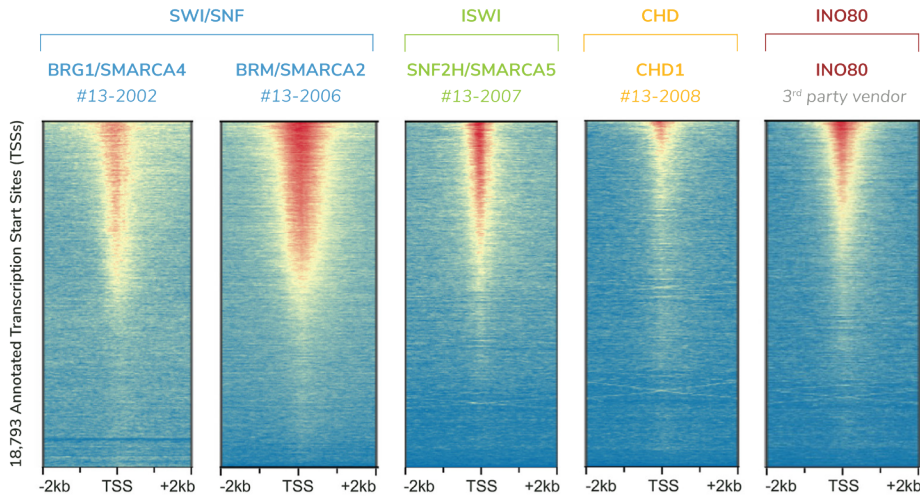 SWI/SNF
ISWI
CHD
INO80
BRG1/SMARCA4
BRM/SMARCA2
SNF2H/SMARCA5
CHD1
INO80
#13-2002
#13-2006
#13-2007
#13-2008
3rd party vendor
18,793 Annotated Transcription Start Sites (TSSs)
-2kb TSS +2kb
-2kb TSS +2kb
-2kb TSS +2kb
-2kb TSS +2kb
-2kb TSS +2kb